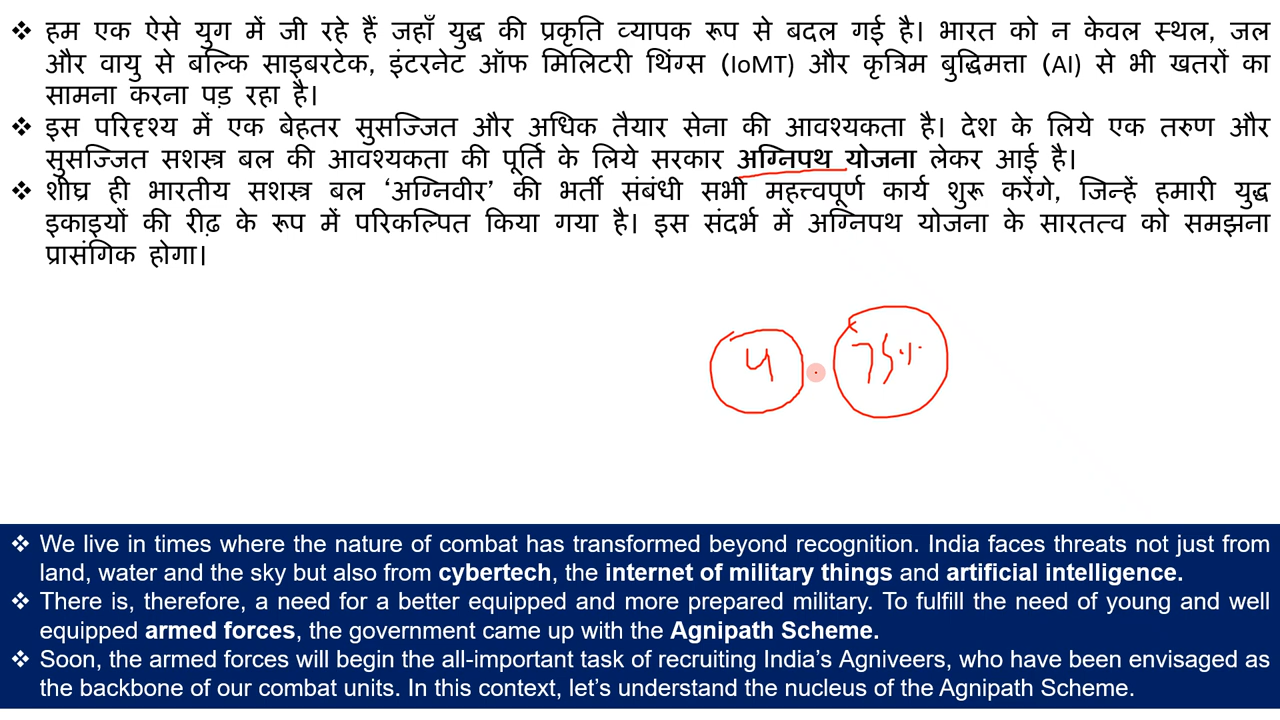 ❖ हम एक ऐसे युग में जी रहे हैं जहाँ युद्ध की प्रकृति व्यापक रूप से बदल गई है। भारत को न केवल स्थल, जल
और वायु से बल्कि साइबरटेक, इंटरनेट ऑफ मिलिटरी थिंग्स (IoMT) और कृत्रिम बुद्धिमत्ता (AI) से भी खतरों का
सामना करना पड़ रहा है।
❖ इस परिदृश्य में एक बेहतर सुसज्जित और अधिक तैयार सेना की आवश्यकता है। देश के लिये एक तरुण और
सुसज्जित सशस्त्र बल की आवश्यकता की पूर्ति के लिये सरकार अग्निपथ योजना लेकर आई है।
❖ शीघ्र ही भारतीय सशस्त्र बल ‘अग्निवीर’ की भर्ती संबंधी सभी महत्त्वपूर्ण कार्य शुरू करेंगे, जिन्हें हमारी युद्ध
इकाइयों की रीढ़ के रूप में परिकल्पित किया गया है। इस संदर्भ में अग्निपथ योजना के सारतत्व को समझना
प्रासंगिक होगा।
4 75%
❖ We live in times where the nature of combat has transformed beyond recognition. India faces threats not just from
land, water and the sky but also from cybertech, the internet of military things and artificial intelligence.
❖ There is, therefore, a need for a better equipped and more prepared military. To fulfill the need of young and well
equipped armed forces, the government came up with the Agnipath Scheme.
❖ Soon, the armed forces will begin the all-important task of recruiting India’s Agniveers, who have been envisaged as
the backbone of our combat units. In this context, let’s understand the nucleus of the Agnipath Scheme.